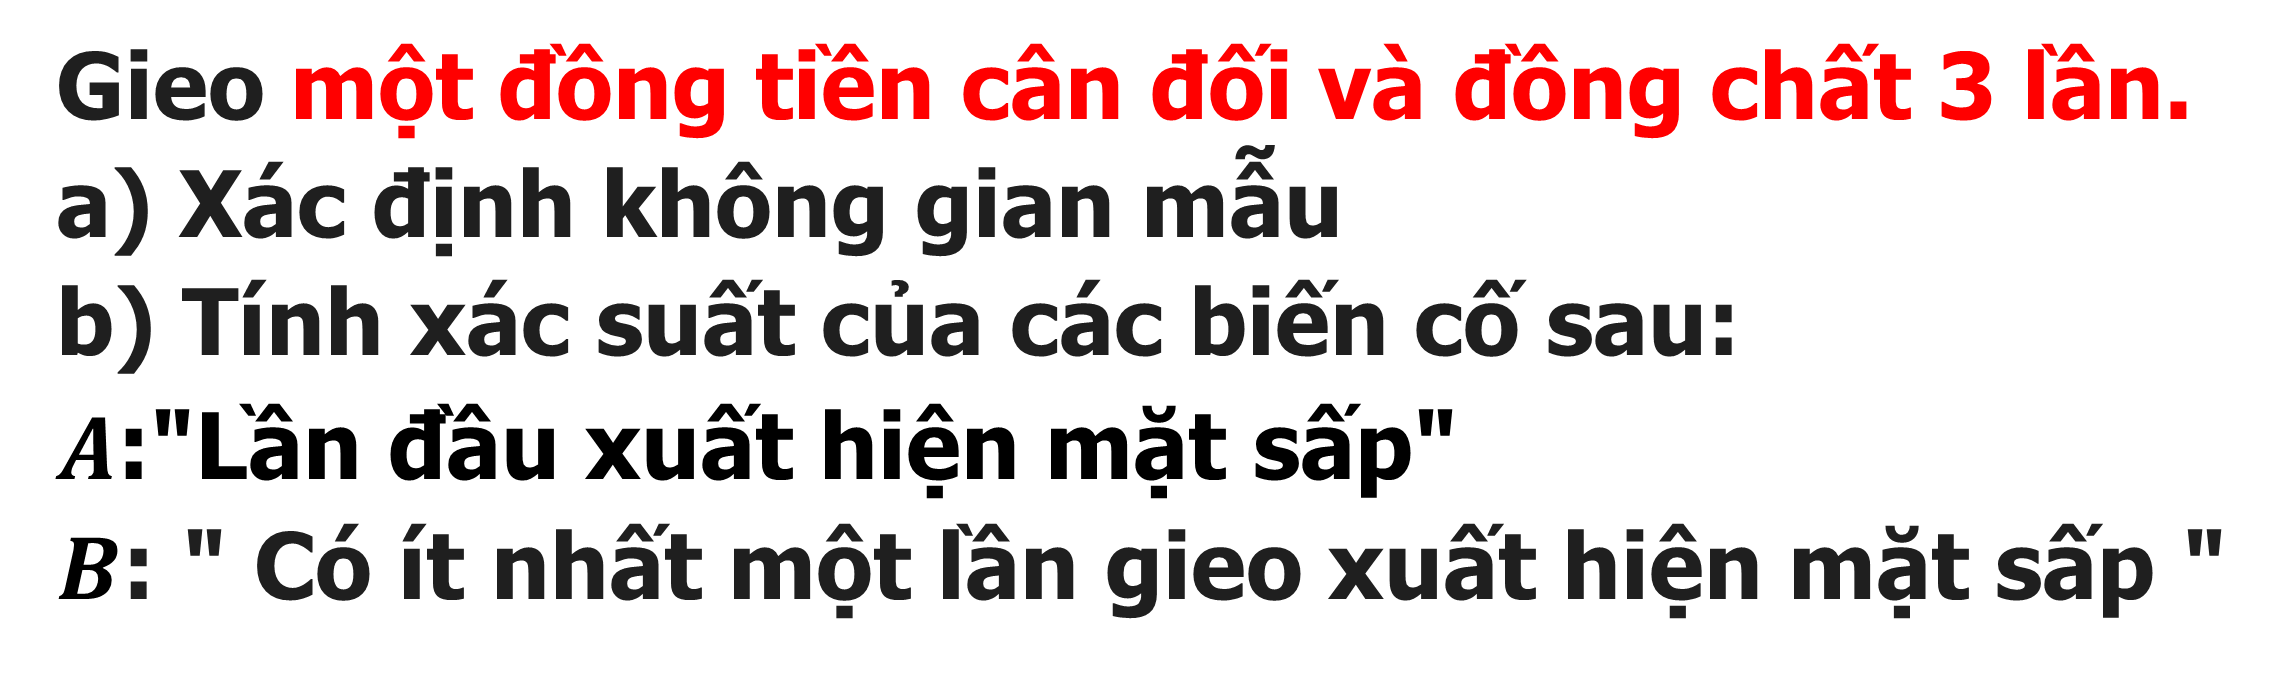 Gieo một đồng tiền cân đối và đồng chất 3 lần.
a) Xác định không gian mẫu
b) Tính xác suất của các biến cố sau:
A:"Lần đầu xuất hiện mặt sấp"
B: " Có ít nhất một lần gieo xuất hiện mặt sấp "